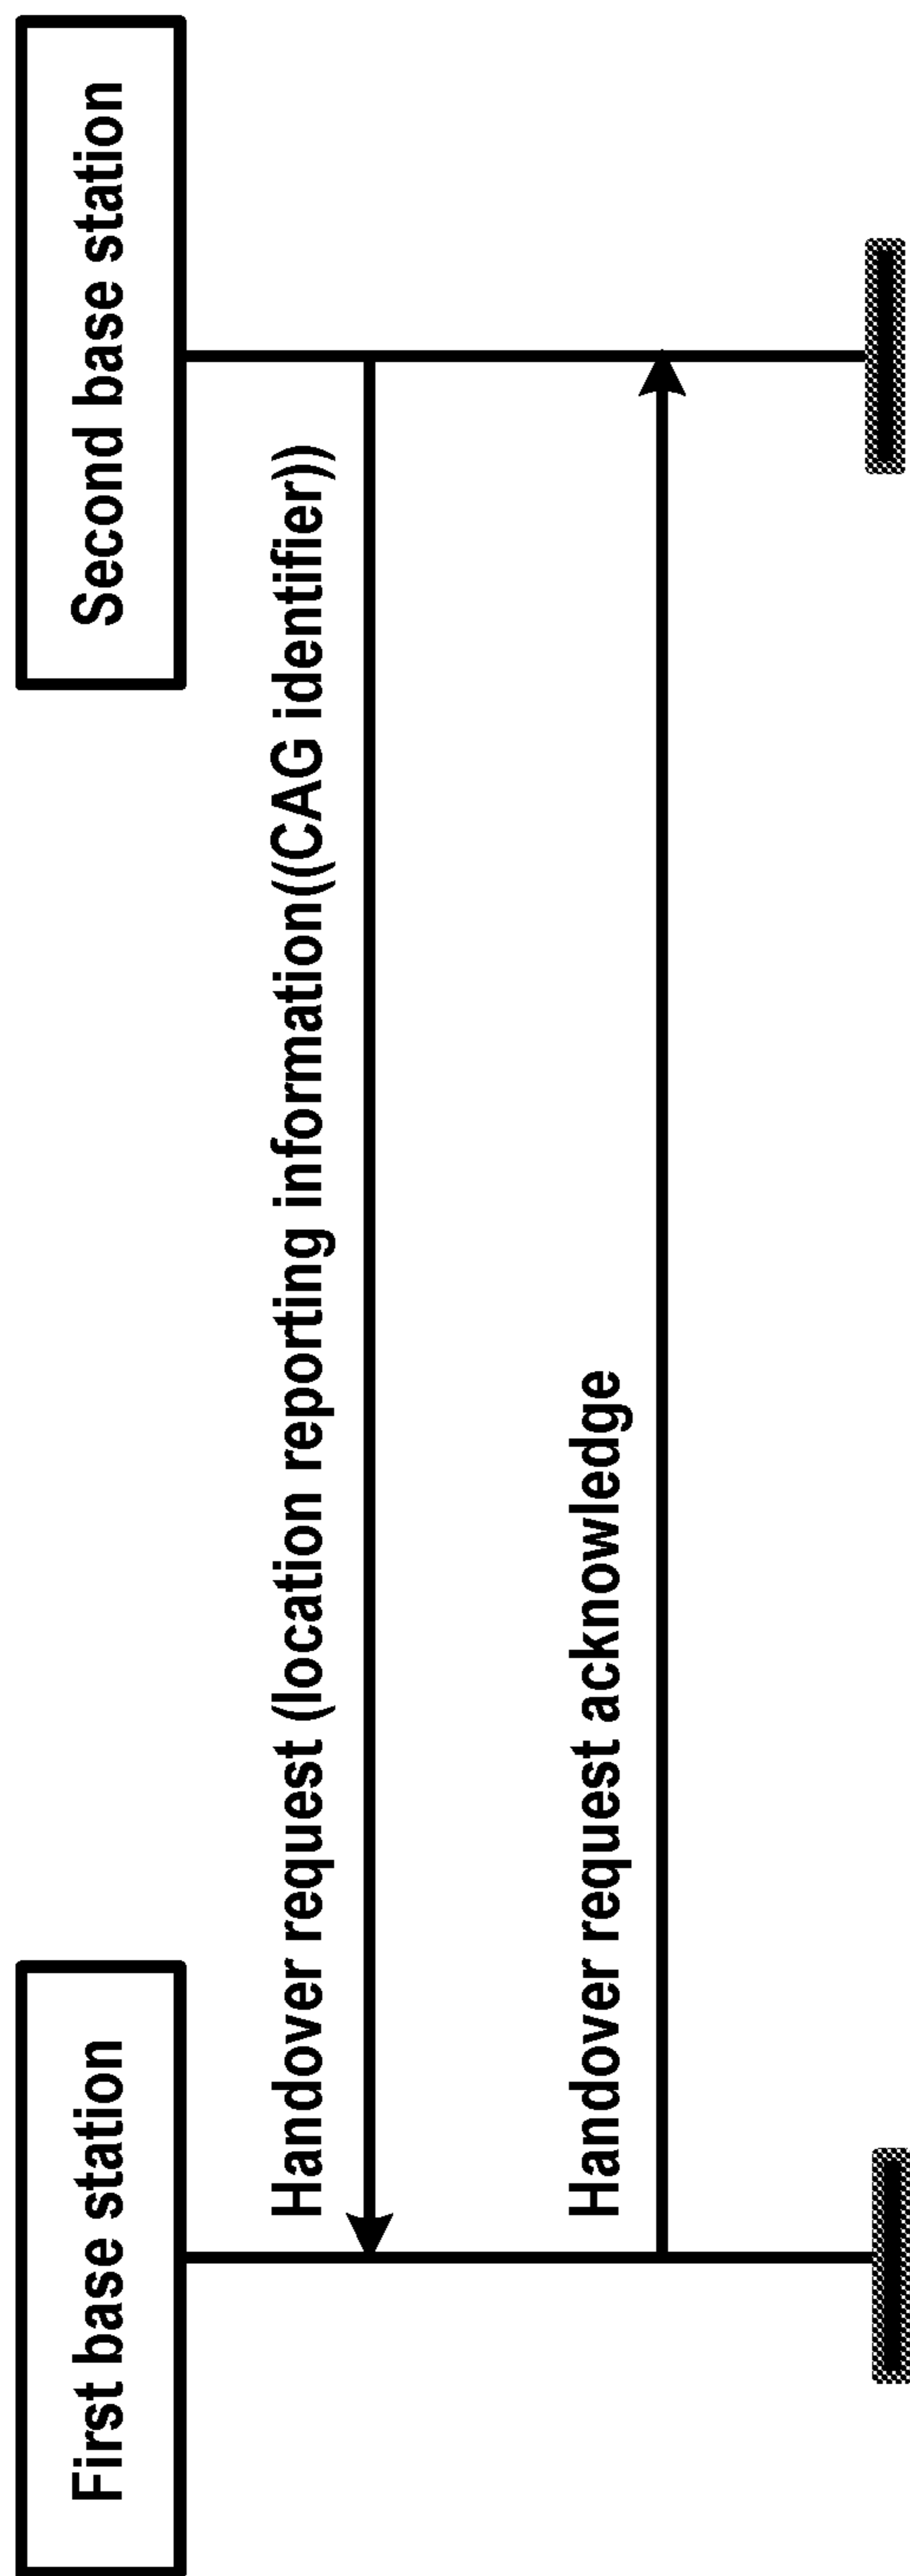 First base station
Second base station
Handover request (location reporting information((CAG identifier))
Handover request acknowledge